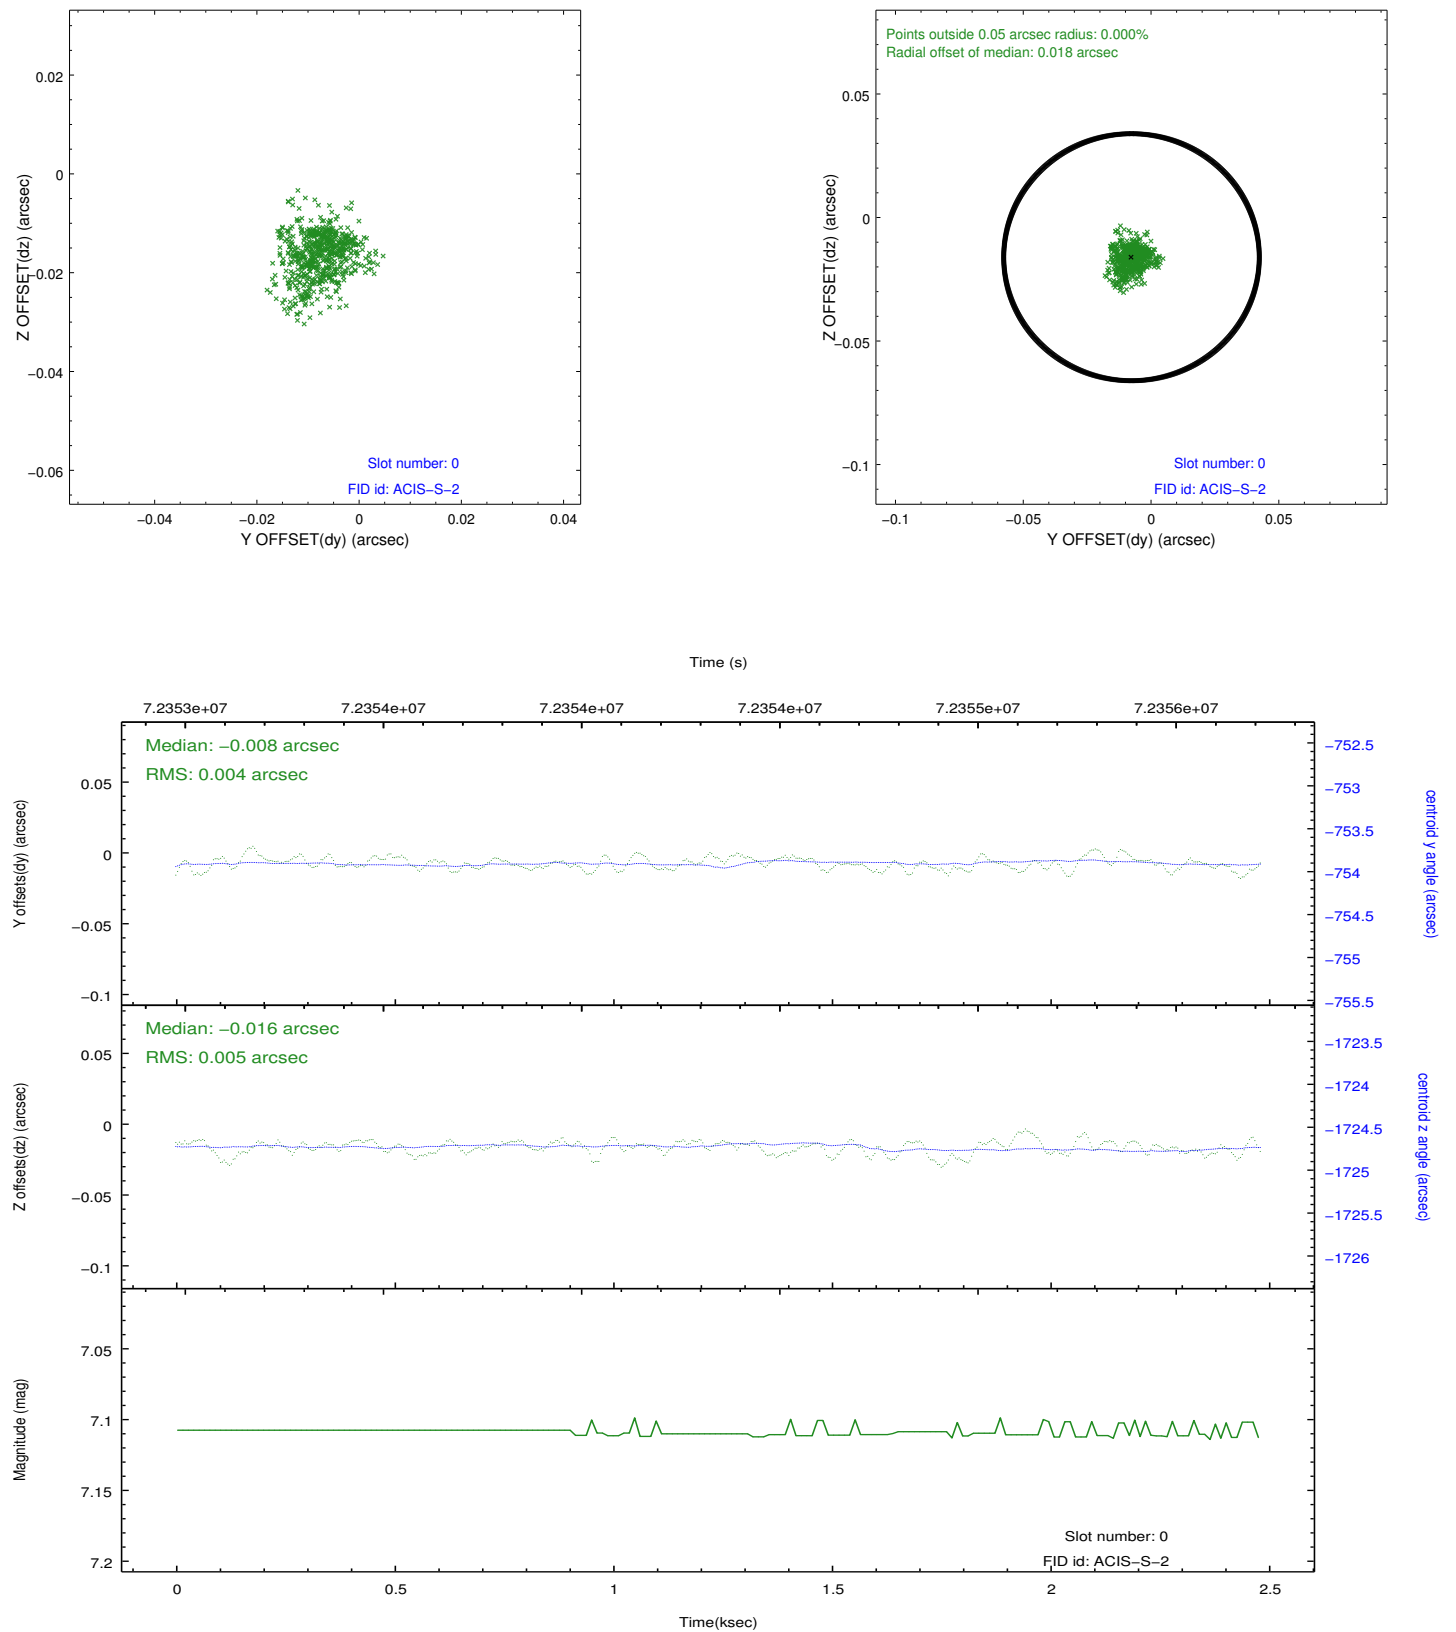 0.02
0
−0.02
−0.04
−0.06
Z OFFSET(dz) (arcsec)
Slot number: 0
FID id: ACIS−S−2
−0.04
−0.02
0
0.02
0.04
Y OFFSET(dy) (arcsec)
Points outside 0.05 arcsec radius: 0.000%
Radial offset of median: 0.018 arcsec
0.05
0
−0.05
−0.1
Z OFFSET(dz) (arcsec)
Slot number: 0
FID id: ACIS−S−2
−0.1
−0.05
0
0.05
Y OFFSET(dy) (arcsec)
Time (s)
7.2353e+07
7.2354e+07
7.2354e+07
7.2354e+07
7.2355e+07
7.2356e+07
Median: −0.008 arcsec
RMS: 0.004 arcsec
0.05
0
−0.05
−0.1
Y offsets(dy) (arcsec)
−752.5
−753
−753.5
−754
−754.5
−755
−755.5
centroid y angle (arcsec)
Median: −0.016 arcsec
RMS: 0.005 arcsec
0.05
0
−0.05
−0.1
Z offsets(dz) (arcsec)
−1723.5
−1724
−1724.5
−1725
−1725.5
−1726
centroid z angle (arcsec)
7.05
7.1
7.15
7.2
Magnitude (mag)
Slot number: 0
FID id: ACIS−S−2
0
0.5
1
1.5
2
2.5
Time(ksec)